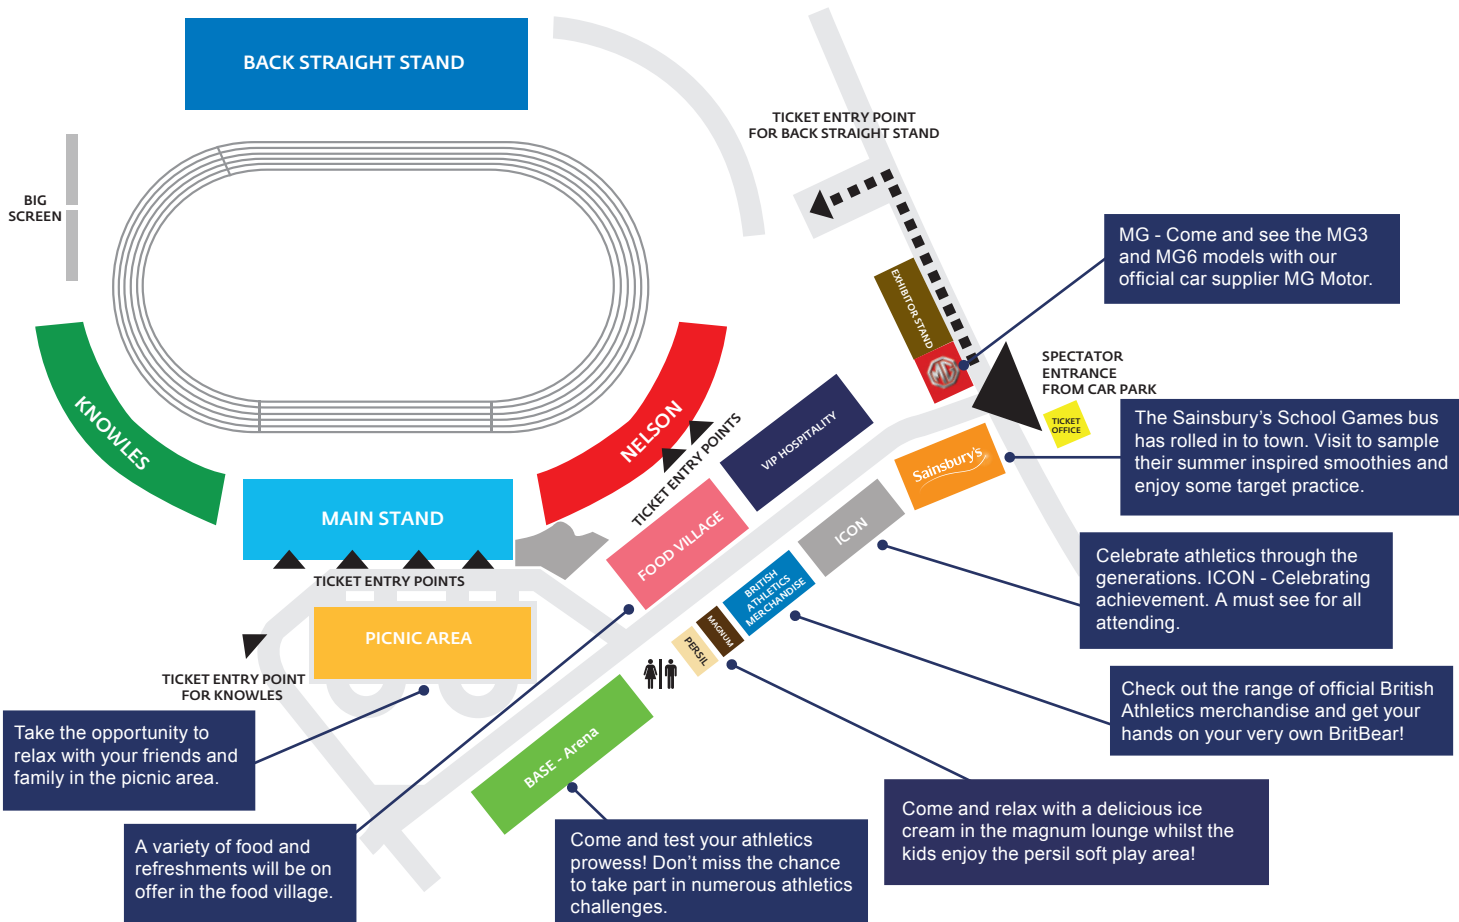 BACK STRAIGHT STAND
TICKET ENTRY POINT
FOR BACK STRAIGHT STAND
BIG
SCREEN
MG - Come and see the MG3
and MG6 models with our
official car supplier MG Motor.
EXHIBITOR STAND
MG
SPECTATOR
ENTRANCE
FROM CAR PARK
TICKET
OFFICE
The Sainsbury's School Games bus
has rolled in to town. Visit to sample
their summer inspired smoothies and
enjoy some target practice.
KNOWLES
NELSON
TICKET ENTRY POINTS
VIP HOSPITALITY
Sainsbury's
MAIN STAND
TICKET ENTRY POINTS
FOOD VILLAGE
ICON
Celebrate athletics through the
generations. ICON - Celebrating
achievement. A must see for all
attending.
BRITISH
ATHLETICS
MERCHANDISE
MAGNUM
PERSIL
PICNIC AREA
TICKET ENTRY POINT
FOR KNOWLES
Check out the range of official British
Athletics merchandise and get your
hands on your very own BritBear!
Take the opportunity to
relax with your friends and
family in the picnic area.
BASE - Arena
Come and relax with a delicious ice
cream in the magnum lounge whilst the
kids enjoy the persil soft play area!
A variety of food and
refreshments will be on
offer in the food village.
Come and test your athletics
prowess! Don't miss the chance
to take part in numerous athletics
challenges.